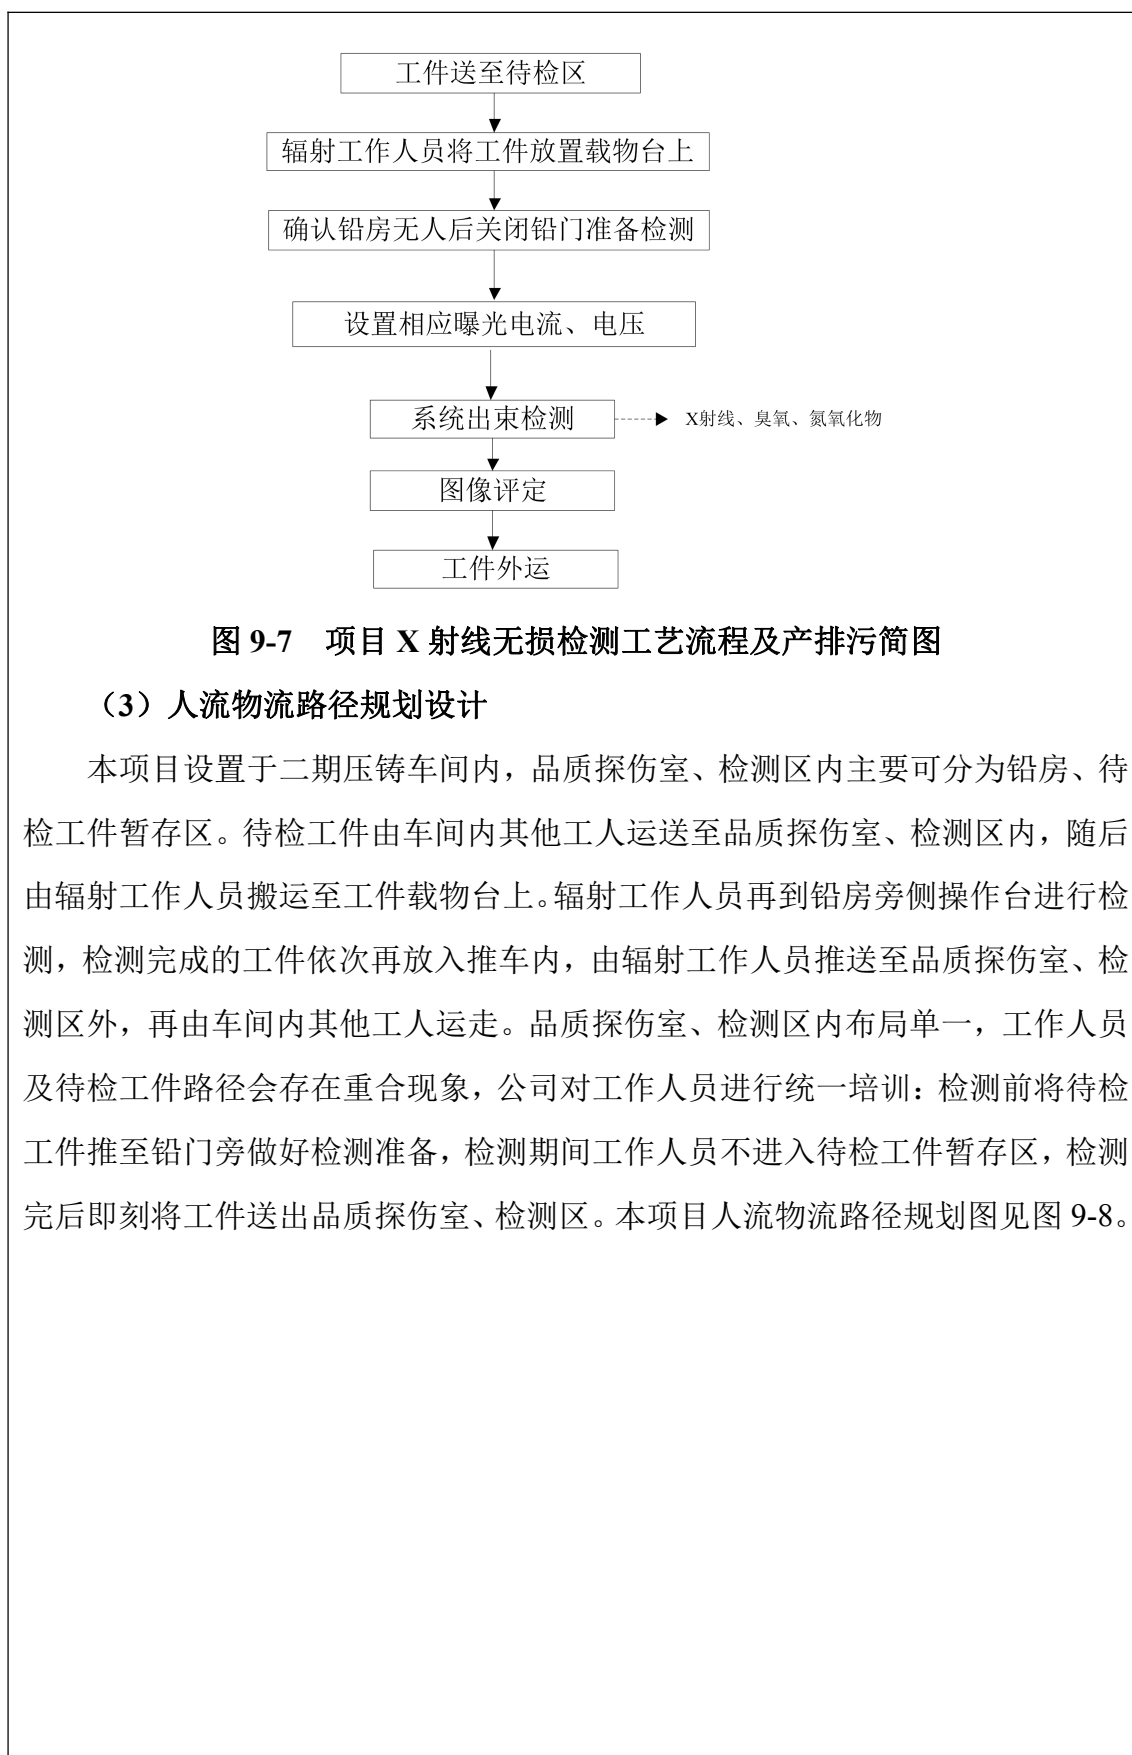 工件送至待检区
辐射工作人员将工件放置载物台上
确认铅房无人后关闭铅门准备检测
设置相应曝光电流、电压
系统出束检测
X射线、臭氧、氮氧化物
图像评定
工件外运
图 9-7 项目 X 射线无损检测工艺流程及产排污简图
（3）人流物流路径规划设计
本项目设置于二期压铸车间内，品质探伤室、检测区内主要可分为铅房、待
检工件暂存区。待检工件由车间内其他工人运送至品质探伤室、检测区内，随后
由辐射工作人员搬运至工件载物台上。辐射工作人员再到铅房旁侧操作台进行检
测，检测完成的工件依次再放入推车内，由辐射工作人员推送至品质探伤室、检
测区外，再由车间内其他工人运走。品质探伤室、检测区内布局单一，工作人员
及待检工件路径会存在重合现象，公司对工作人员进行统一培训：检测前将待检
工件推至铅门旁做好检测准备，检测期间工作人员不进入待检工件暂存区，检测
完后即刻将工件送出品质探伤室、检测区。本项目人流物流路径规划图见图 9-8。